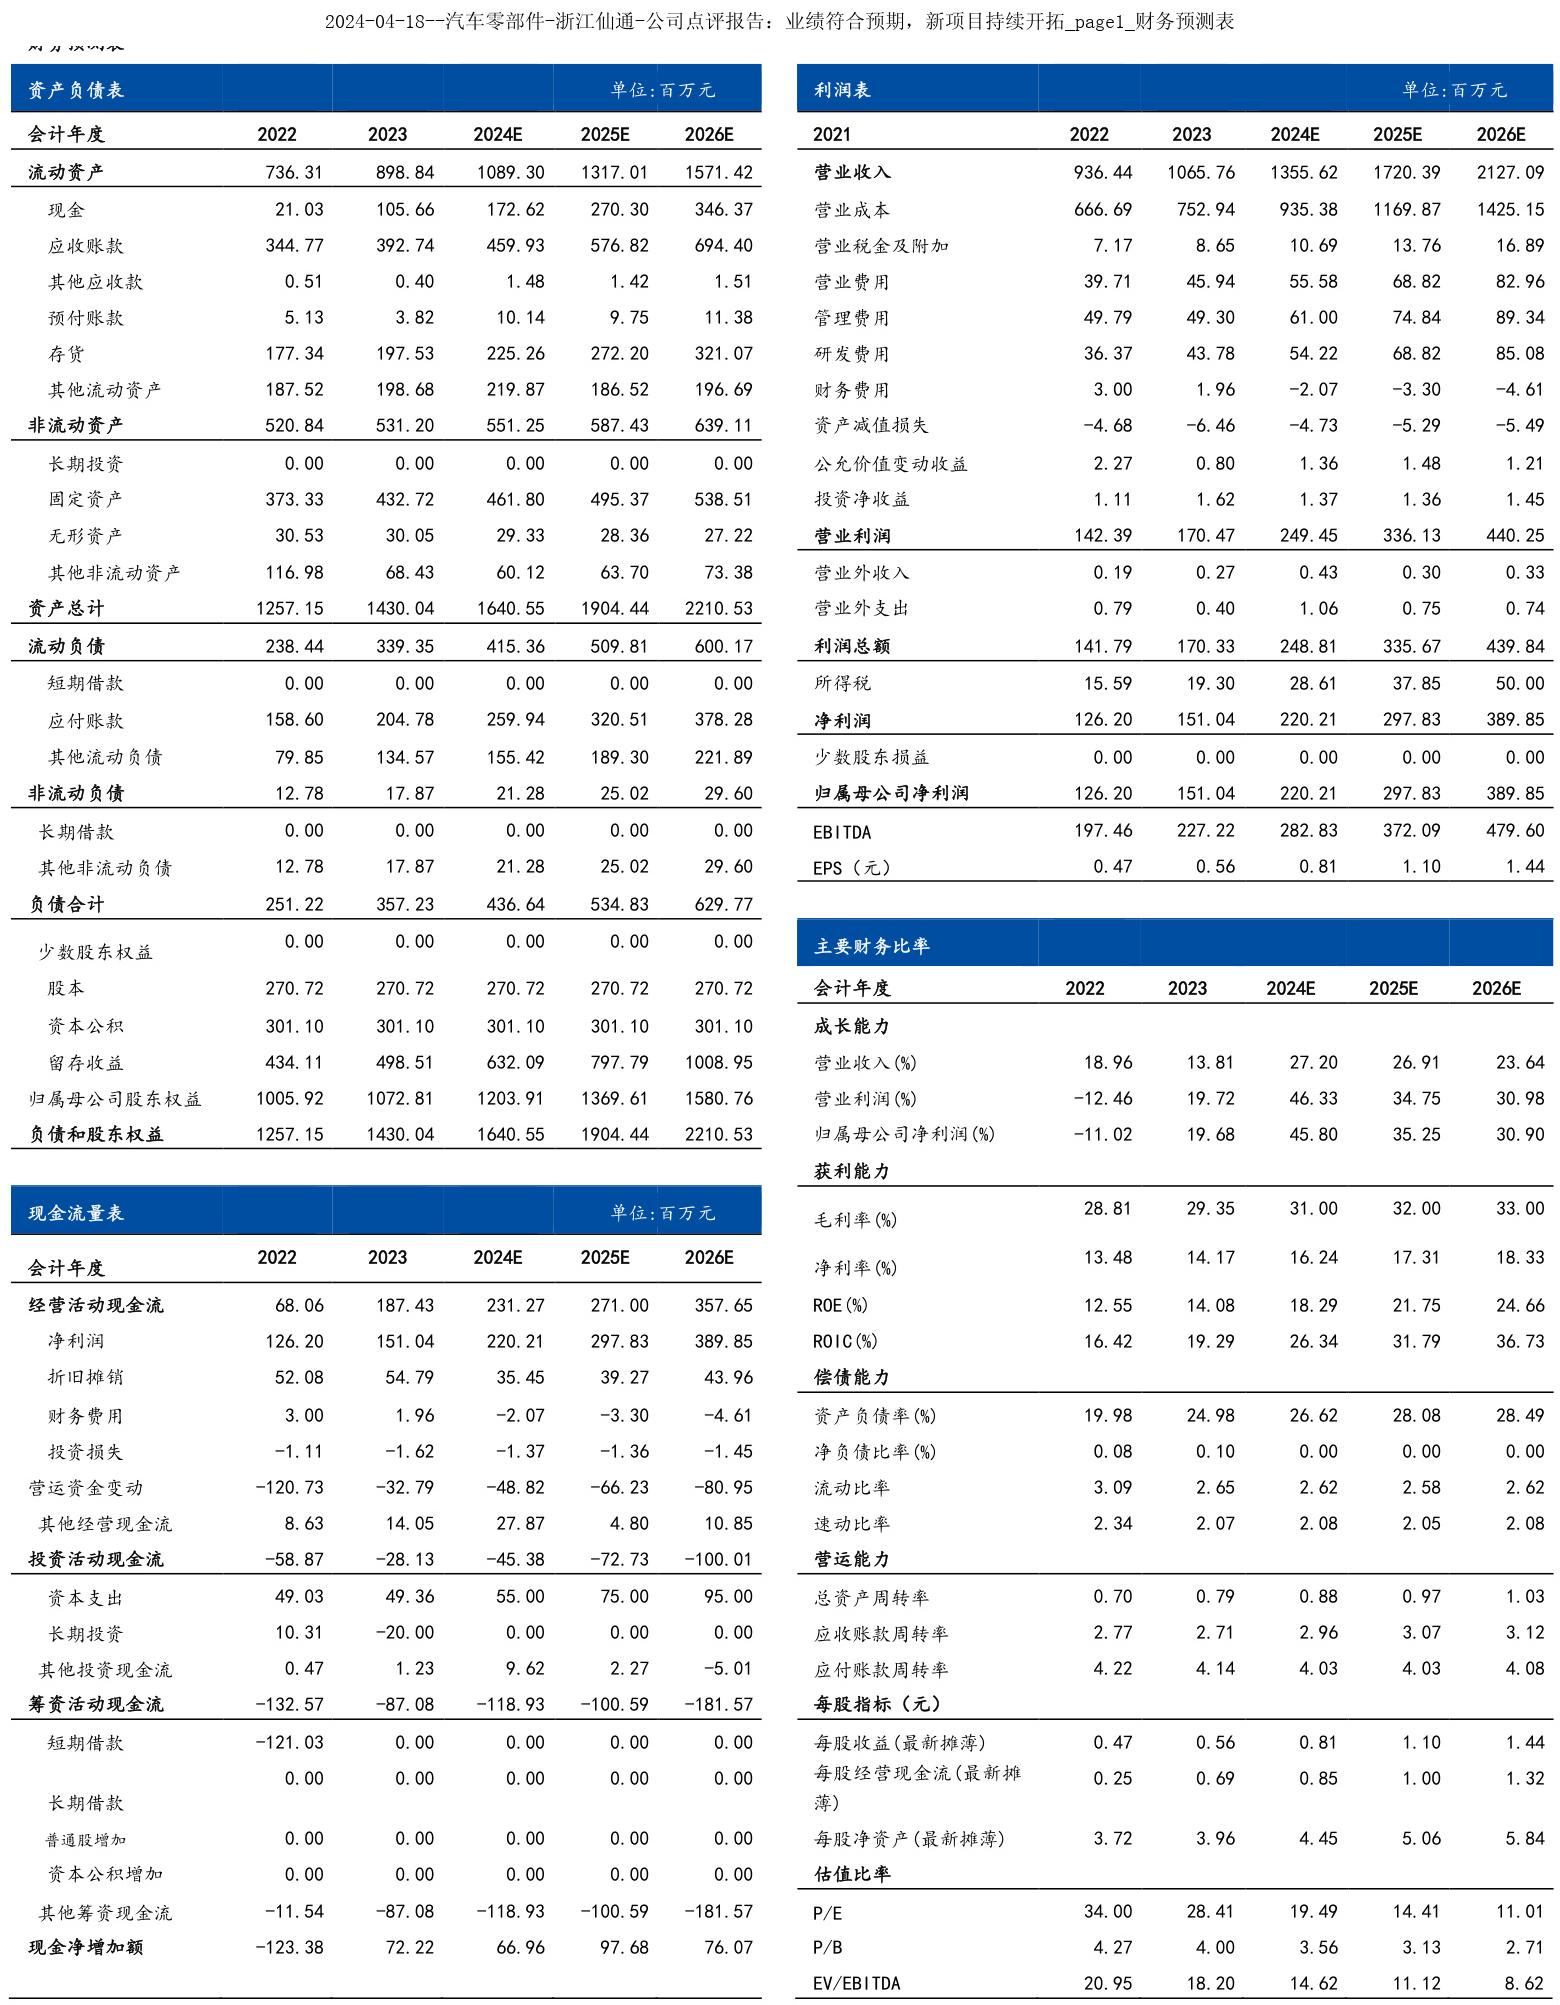 2024-04-18--汽车零部件-浙江仙通-公司点评报告：业绩符合预期，新项目持续开拓_page1_财务预测表
财务预测表
资产负债表 单位:百万元
会计年度 2022 2023 2024E 2025E 2026E
流动资产 736.31 898.84 1089.30 1317.01 1571.42
现金 21.03 105.66 172.62 270.30 346.37
应收账款 344.77 392.74 459.93 576.82 694.40
其他应收款 0.51 0.40 1.48 1.42 1.51
预付账款 5.13 3.82 10.14 9.75 11.38
存货 177.34 197.53 225.26 272.20 321.07
其他流动资产 187.52 198.68 219.87 186.52 196.69
非流动资产 520.84 531.20 551.25 587.43 639.11
长期投资 0.00 0.00 0.00 0.00 0.00
固定资产 373.33 432.72 461.80 495.37 538.51
无形资产 30.53 30.05 29.33 28.36 27.22
其他非流动资产 116.98 68.43 60.12 63.70 73.38
资产总计 1257.15 1430.04 1640.55 1904.44 2210.53
流动负债 238.44 339.35 415.36 509.81 600.17
短期借款 0.00 0.00 0.00 0.00 0.00
应付账款 158.60 204.78 259.94 320.51 378.28
其他流动负债 79.85 134.57 155.42 189.30 221.89
非流动负债 12.78 17.87 21.28 25.02 29.60
长期借款 0.00 0.00 0.00 0.00 0.00
其他非流动负债 12.78 17.87 21.28 25.02 29.60
负债合计 251.22 357.23 436.64 534.83 629.77
少数股东权益 0.00 0.00 0.00 0.00 0.00
股本 270.72 270.72 270.72 270.72 270.72
资本公积 301.10 301.10 301.10 301.10 301.10
留存收益 434.11 498.51 632.09 797.79 1008.95
归属母公司股东权益 1005.92 1072.81 1203.91 1369.61 1580.76
负债和股东权益 1257.15 1430.04 1640.55 1904.44 2210.53
现金流量表 单位:百万元
会计年度 2022 2023 2024E 2025E 2026E
经营活动现金流 68.06 187.43 231.27 271.00 357.65
净利润 126.20 151.04 220.21 297.83 389.85
折旧摊销 52.08 54.79 35.45 39.27 43.96
财务费用 3.00 1.96 -2.07 -3.30 -4.61
投资损失 -1.11 -1.62 -1.37 -1.36 -1.45
营运资金变动 -120.73 -32.79 -48.82 -66.23 -80.95
其他经营现金流 8.63 14.05 27.87 4.80 10.85
投资活动现金流 -58.87 -28.13 -45.38 -72.73 -100.01
资本支出 49.03 49.36 55.00 75.00 95.00
长期投资 10.31 -20.00 0.00 0.00 0.00
其他投资现金流 0.47 1.23 9.62 2.27 -5.01
筹资活动现金流 -132.57 -87.08 -118.93 -100.59 -181.57
短期借款 -121.03 0.00 0.00 0.00 0.00
长期借款 0.00 0.00 0.00 0.00 0.00
普通股增加 0.00 0.00 0.00 0.00 0.00
资本公积增加 0.00 0.00 0.00 0.00 0.00
其他筹资现金流 -11.54 -87.08 -118.93 -100.59 -181.57
现金净增加额 -123.38 72.22 66.96 97.68 76.07
利润表 单位:百万元
2021 2022 2023 2024E 2025E 2026E
营业收入 936.44 1065.76 1355.62 1720.39 2127.09
营业成本 666.69 752.94 935.38 1169.87 1425.15
营业税金及附加 7.17 8.65 10.69 13.76 16.89
营业费用 39.71 45.94 55.58 68.82 82.96
管理费用 49.79 49.30 61.00 74.84 89.34
研发费用 36.37 43.78 54.22 68.82 85.08
财务费用 3.00 1.96 -2.07 -3.30 -4.61
资产减值损失 -4.68 -6.46 -4.73 -5.29 -5.49
公允价值变动收益 2.27 0.80 1.36 1.48 1.21
投资净收益 1.11 1.62 1.37 1.36 1.45
营业利润 142.39 170.47 249.45 336.13 440.25
营业外收入 0.19 0.27 0.43 0.30 0.33
营业外支出 0.79 0.40 1.06 0.75 0.74
利润总额 141.79 170.33 248.81 335.67 439.84
所得税 15.59 19.30 28.61 37.85 50.00
净利润 126.20 151.04 220.21 297.83 389.85
少数股东损益 0.00 0.00 0.00 0.00 0.00
归属母公司净利润 126.20 151.04 220.21 297.83 389.85
EBITDA 197.46 227.22 282.83 372.09 479.60
EPS（元） 0.47 0.56 0.81 1.10 1.44
主要财务比率
会计年度 2022 2023 2024E 2025E 2026E
成长能力
营业收入(%) 18.96 13.81 27.20 26.91 23.64
营业利润(%) -12.46 19.72 46.33 34.75 30.98
归属母公司净利润(%) -11.02 19.68 45.80 35.25 30.90
获利能力
毛利率(%) 28.81 29.35 31.00 32.00 33.00
净利率(%) 13.48 14.17 16.24 17.31 18.33
ROE(%) 12.55 14.08 18.29 21.75 24.66
ROIC(%) 16.42 19.29 26.34 31.79 36.73
偿债能力
资产负债率(%) 19.98 24.98 26.62 28.08 28.49
净负债比率(%) 0.08 0.10 0.00 0.00 0.00
流动比率 3.09 2.65 2.62 2.58 2.62
速动比率 2.34 2.07 2.08 2.05 2.08
营运能力
总资产周转率 0.70 0.79 0.88 0.97 1.03
应收账款周转率 2.77 2.71 2.96 3.07 3.12
应付账款周转率 4.22 4.14 4.03 4.03 4.08
每股指标（元）
每股收益(最新摊薄) 0.47 0.56 0.81 1.10 1.44
每股经营现金流(最新摊 0.25 0.69 0.85 1.00 1.32
薄)
每股净资产(最新摊薄) 3.72 3.96 4.45 5.06 5.84
估值比率
P/E 34.00 28.41 19.49 14.41 11.01
P/B 4.27 4.00 3.56 3.13 2.71
EV/EBITDA 20.95 18.20 14.62 11.12 8.62